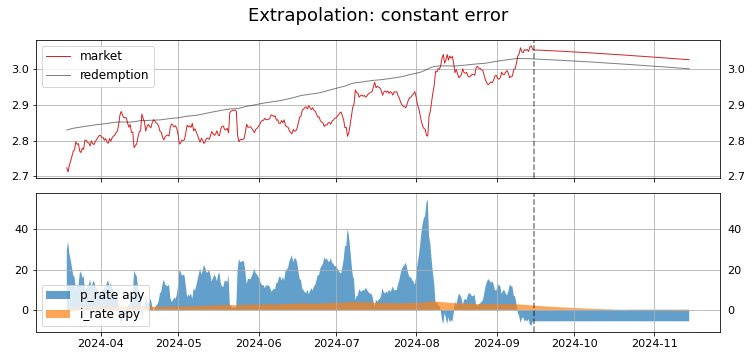 Extrapolation: constant error
market
redemption
3.0 3.0
2.9 2.9
2.8 2.8
2.7 2.7
40 40
20 20
0 0
p_rate apy
i_rate apy
2024-04 2024-05 2024-06 2024-07 2024-08 2024-09 2024-10 2024-11